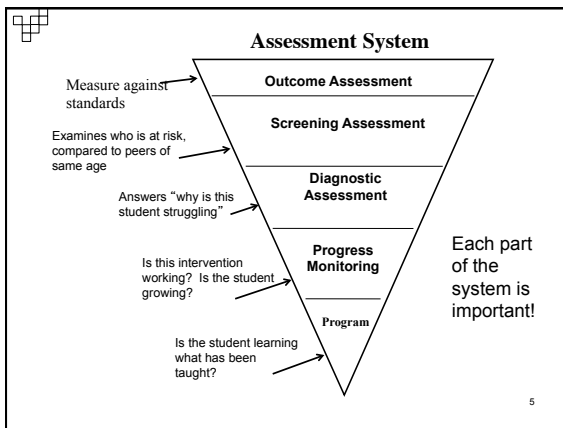 Assessment System
Measure against
standards
Outcome Assessment
Examines who is at risk,
compared to peers of
same age
Screening Assessment
Answers "why is this
student struggling"
Diagnostic
Assessment
Is this intervention
working? Is the student
growing?
Progress
Monitoring
Each part
of the
system is
important!
Program
Is the student learning
what has been
taught?
5